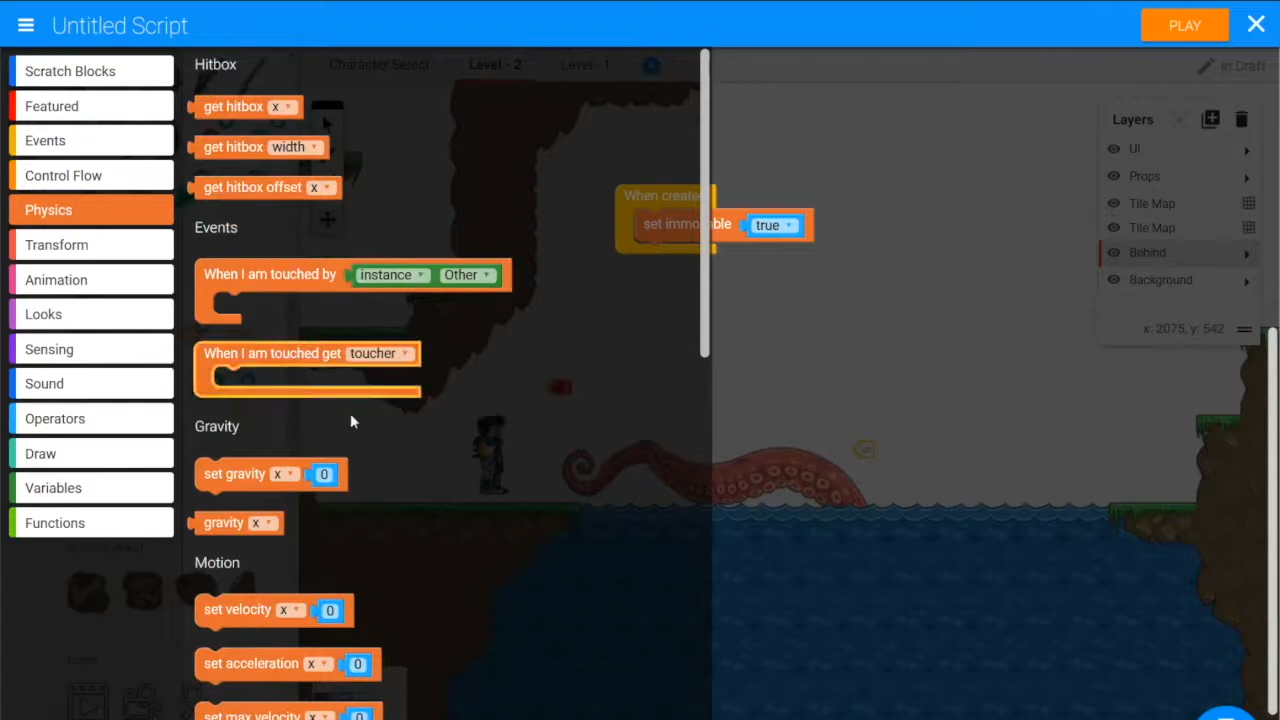 Untitled Script
PLAY
Scratch Blocks
Featured
Events
Control Flow
Physics
Transform
Animation
Looks
Sensing
Sound
Operators
Draw
Variables
Functions
Hitbox
get hitbox x
get hitbox width
get hitbox offset x
Events
When I am touched by instance Other
When I am touched get toucher
Gravity
set gravity x 0
gravity x
Motion
set velocity x 0
set acceleration x 0
set max velocity x 0
Character Select
Level - 2
Level - 1
In Draft
When create
set immovable true
Layers
UI
Props
Tile Map
Tile Map
Behind
Background
x: 2075, y: 542